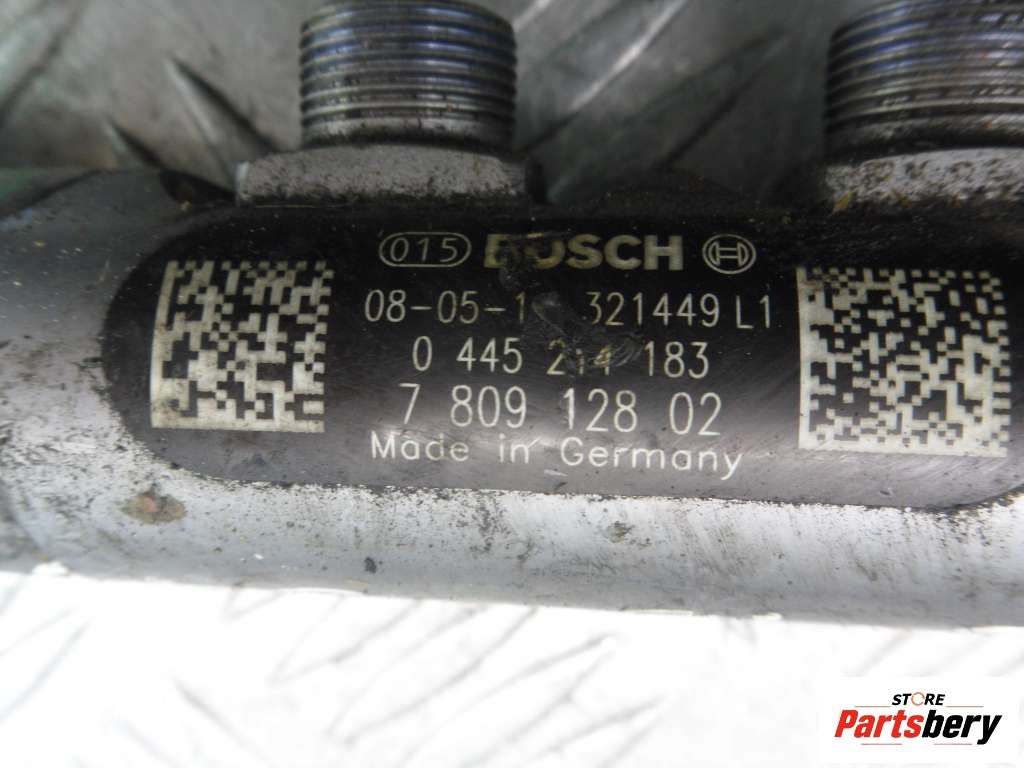 015 BOSCH
08-05-1 321449 L1
0 445 214 183
7 809 128 02
Made in Germany
STORE
Partsbery